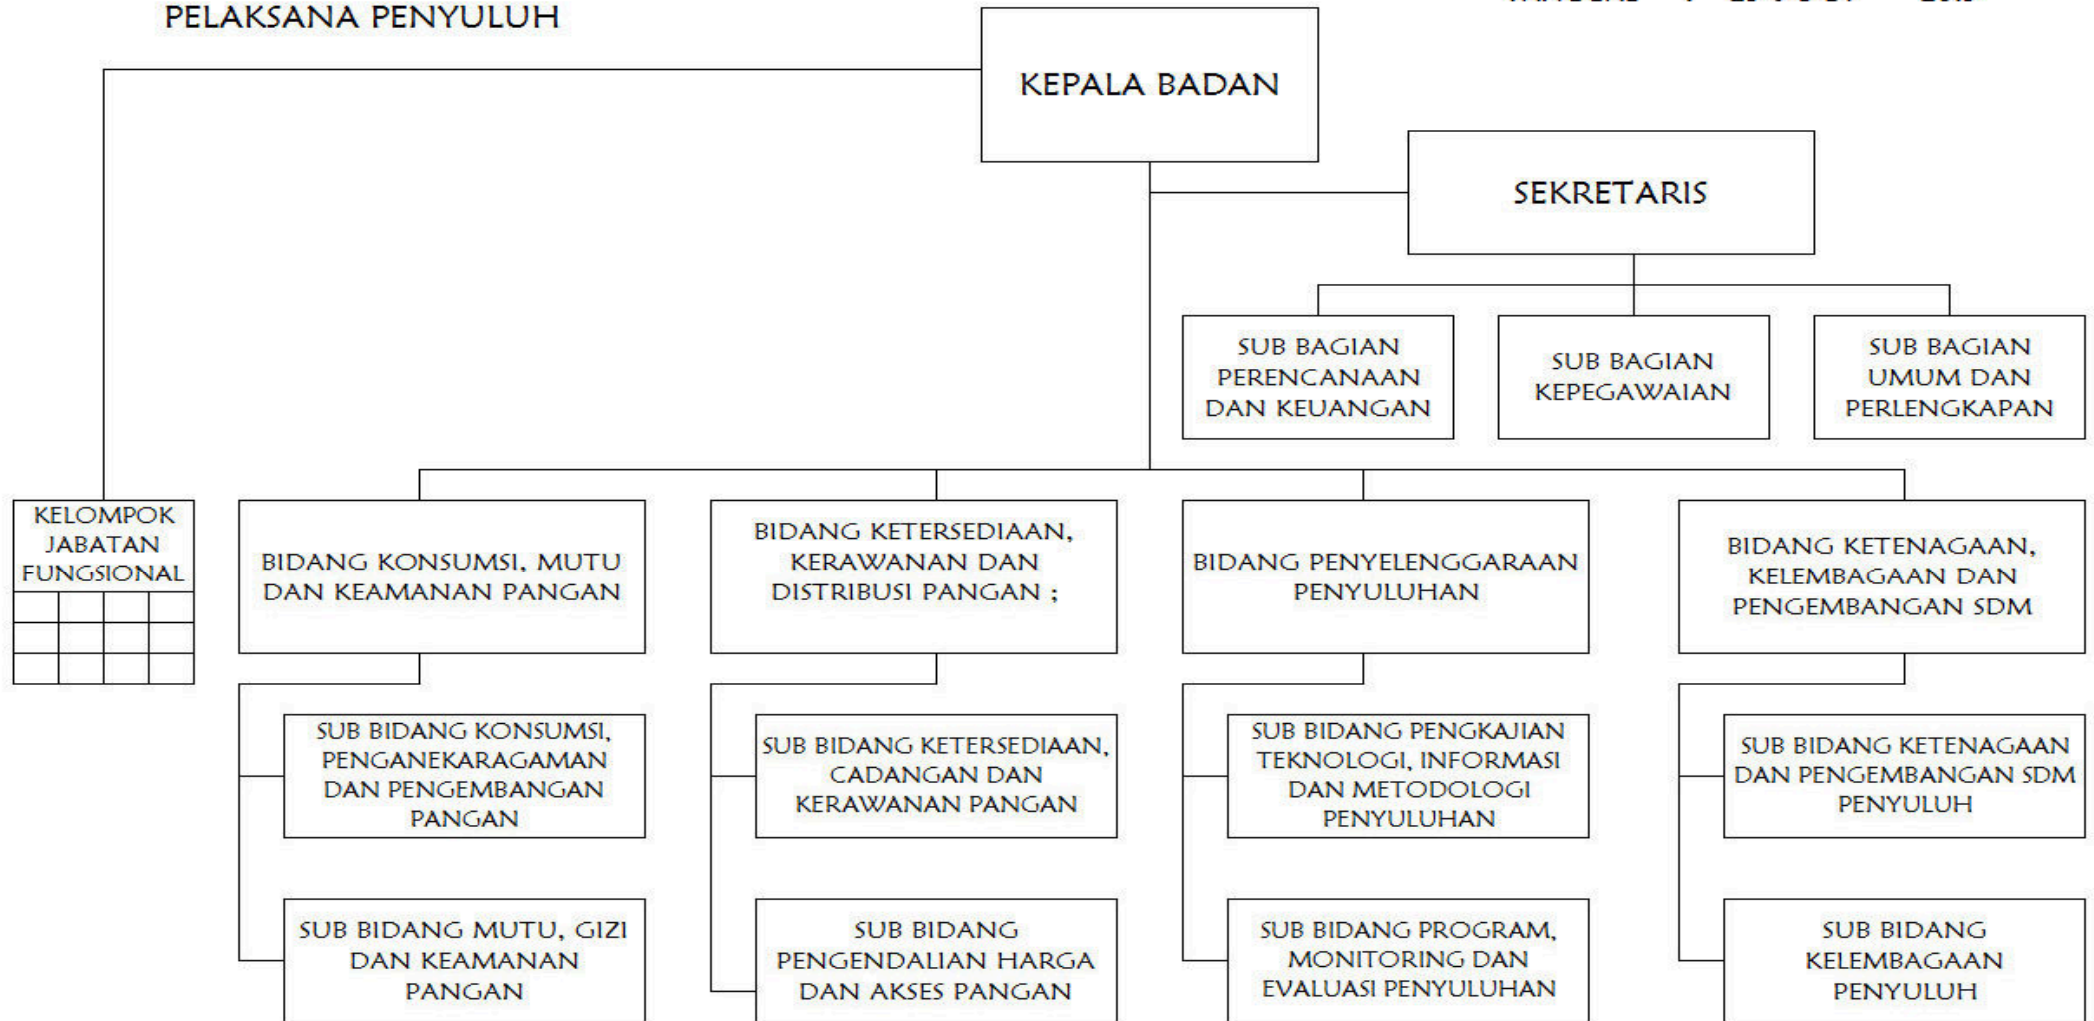 PELAKSANA PENYULUH
KEPALA BADAN
SEKRETARIS
SUB BAGIAN
PERENCANAAN
DAN KEUANGAN
SUB BAGIAN
KEPEGAWAIAN
SUB BAGIAN
UMUM DAN
PERLENGKAPAN
KELOMPOK
JABATAN
FUNGSIONAL
BIDANG KONSUMSI, MUTU
DAN KEAMANAN PANGAN
BIDANG KETERSEDIAAN,
KERAWANAN DAN
DISTRIBUSI PANGAN ;
BIDANG PENYELENGGARAAN
PENYULUHAN
BIDANG KETENAGAAN,
KELEMBAGAAN DAN
PENGEMBANGAN SDM
SUB BIDANG KONSUMSI,
PENGANEKARAGAMAN
DAN PENGEMBANGAN
PANGAN
SUB BIDANG KETERSEDIAAN,
CADANGAN DAN
KERAWANAN PANGAN
SUB BIDANG PENGKAJIAN
TEKNOLOGI, INFORMASI
DAN METODOLOGI
PENYULUHAN
SUB BIDANG KETENAGAAN
DAN PENGEMBANGAN SDM
PENYULUH
SUB BIDANG MUTU, GIZI
DAN KEAMANAN
PANGAN
SUB BIDANG
PENGENDALIAN HARGA
DAN AKSES PANGAN
SUB BIDANG PROGRAM,
MONITORING DAN
EVALUASI PENYULUHAN
SUB BIDANG
KELEMBAGAAN
PENYULUH